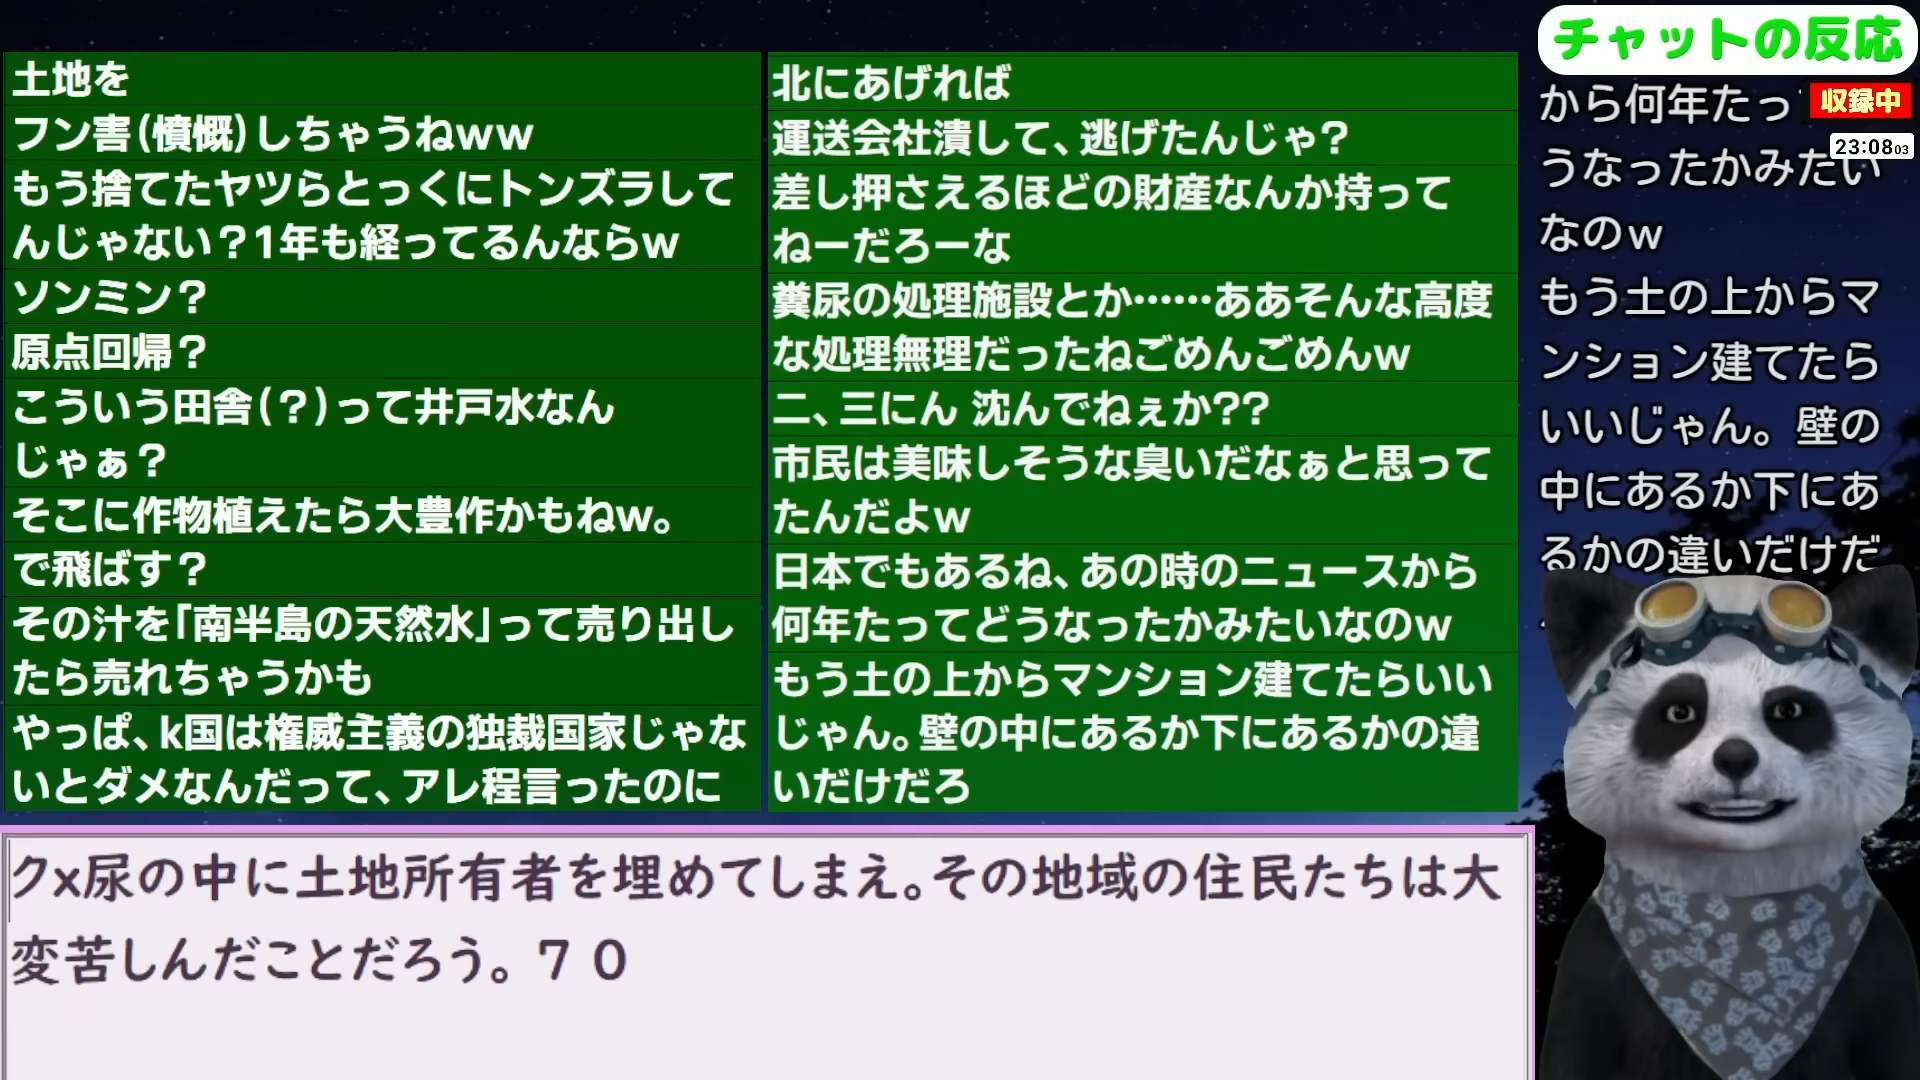 土地を
フン害(憤慨)しちゃうねww
もう捨てたヤツらとっくにトンズラして
んじゃない？1年も経ってるんならw
ソンミン？
原点回帰？
こういう田舎(？)って井戸水なん
じゃぁ？
そこに作物植えたら大豊作かもねw。
で飛ばす？
その汁を「南半島の天然水」って売り出し
たら売れちゃうかも
やっぱ、k国は権威主義の独裁国家じゃな
いとダメなんだって、アレ程言ったのに
北にあげれば
運送会社潰して、逃げたんじゃ？
差し押さえるほどの財産なんか持って
ねーだろーな
糞尿の処理施設とか……ああそんな高度
な処理無理だったねごめんごめんw
二、三にん 沈んでねぇか??
市民は美味しそうな臭いだなぁと思って
たんだよw
日本でもあるね、あの時のニュースから
何年たってどうなったかみたいなのw
もう土の上からマンション建てたらいい
じゃん。壁の中にあるか下にあるかの違
いだけだろ
チャットの反応
から何年たっ
収録中
23:08 03
うなったかみたい
なのw
もう土の上からマ
ンション建てたら
いいじゃん。壁の
中にあるか下にあ
るかの違いだけだ
クx尿の中に土地所有者を埋めてしまえ。その地域の住民たちは大
変苦しんだことだろう。７０